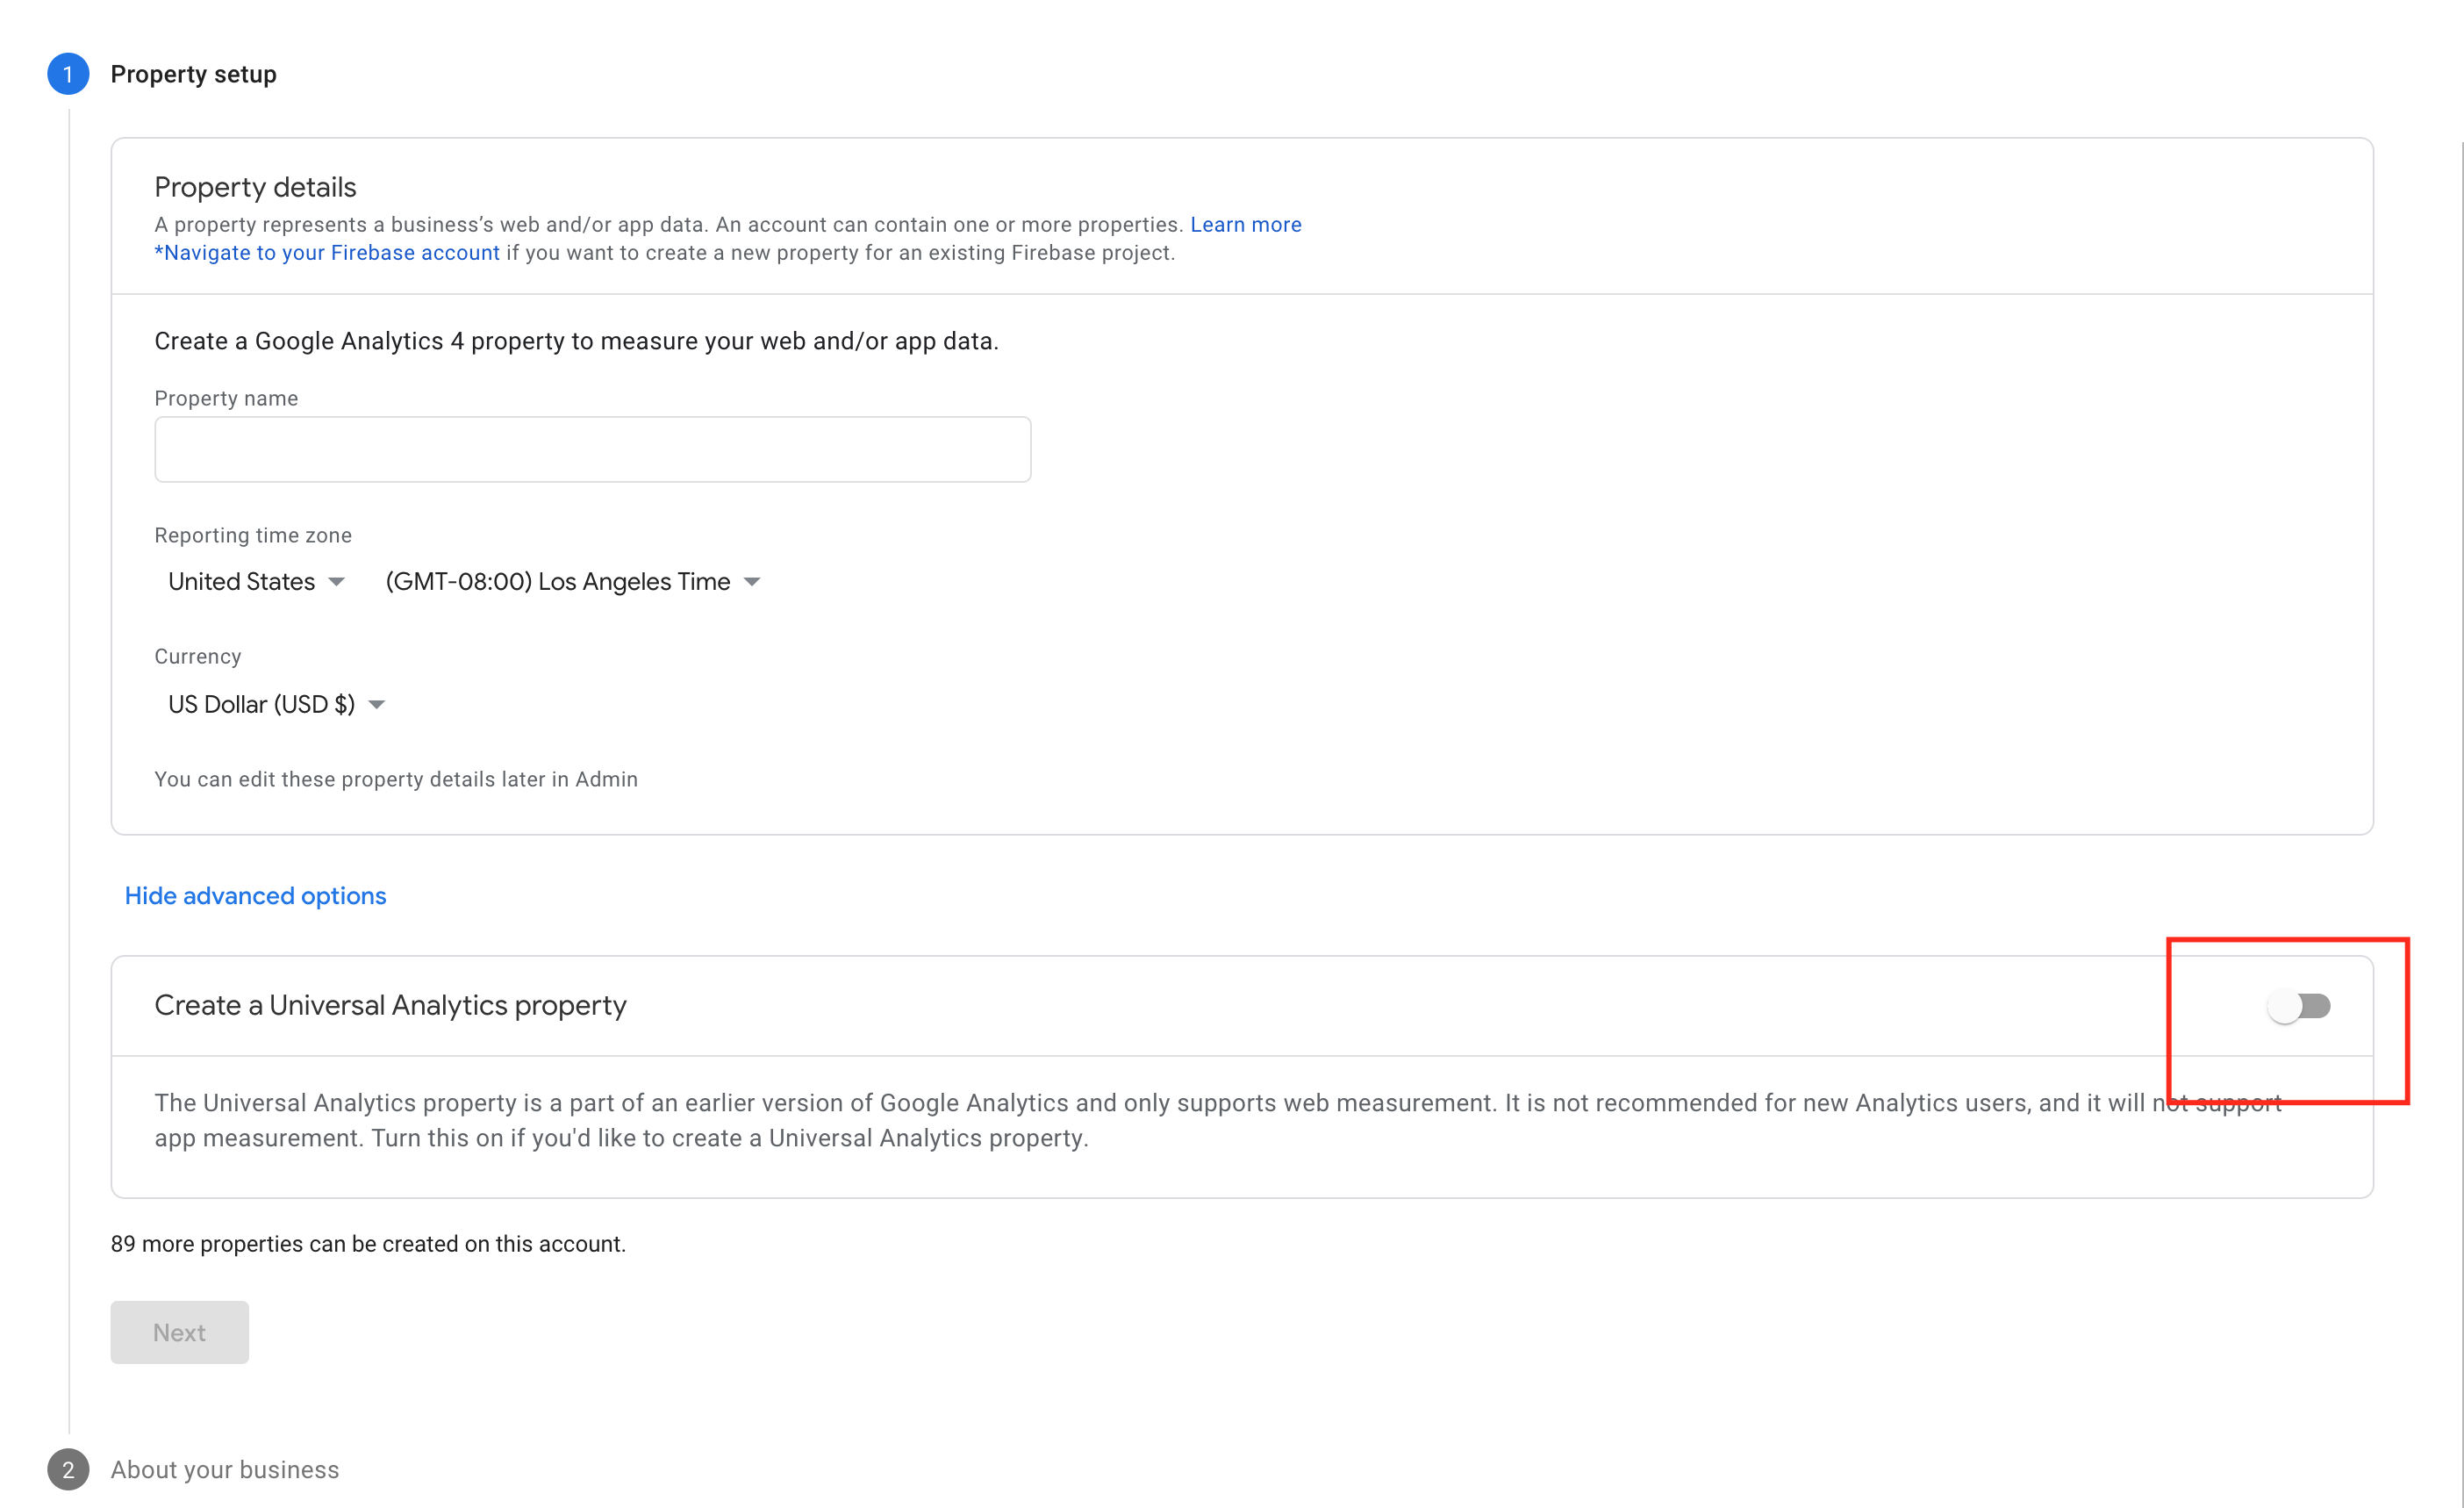 1 Property setup
Property details
A property represents a business’s web and/or app data. An account can contain one or more properties. Learn more
*Navigate to your Firebase account if you want to create a new property for an existing Firebase project.
Create a Google Analytics 4 property to measure your web and/or app data.
Property name
Reporting time zone
United States (GMT-08:00) Los Angeles Time
Currency
US Dollar (USD $)
You can edit these property details later in Admin
Hide advanced options
Create a Universal Analytics property
The Universal Analytics property is a part of an earlier version of Google Analytics and only supports web measurement. It is not recommended for new Analytics users, and it will not support
app measurement. Turn this on if you'd like to create a Universal Analytics property.
89 more properties can be created on this account.
Next
2 About your business